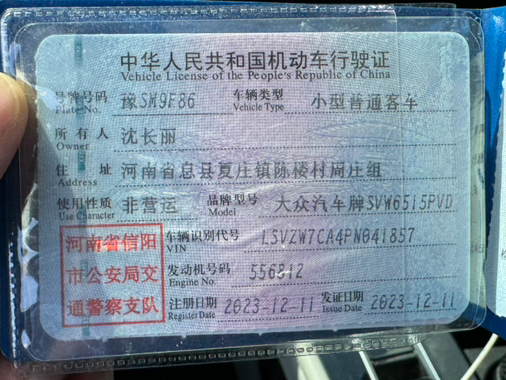 中华人民共和国机动车行驶证
Vehicle License of the People's Republic of China
号牌号码 豫SM9F86 车辆类型 小型普通客车
Plate No. Vehicle Type
所有人 沈长丽
Owner
住址 河南省息县夏庄镇陈楼村周庄组
Address
使用性质 非营运 品牌型号 大众汽车牌SVW6515PVD
Use Character Model
河南省信阳 车辆识别代号 LSVZW7CA4PN041857
VIN
市公安局交 发动机号码 556812
Engine No.
通警察支队 注册日期 2023-12-11 发证日期 2023-12-11
Register Date Issue Date